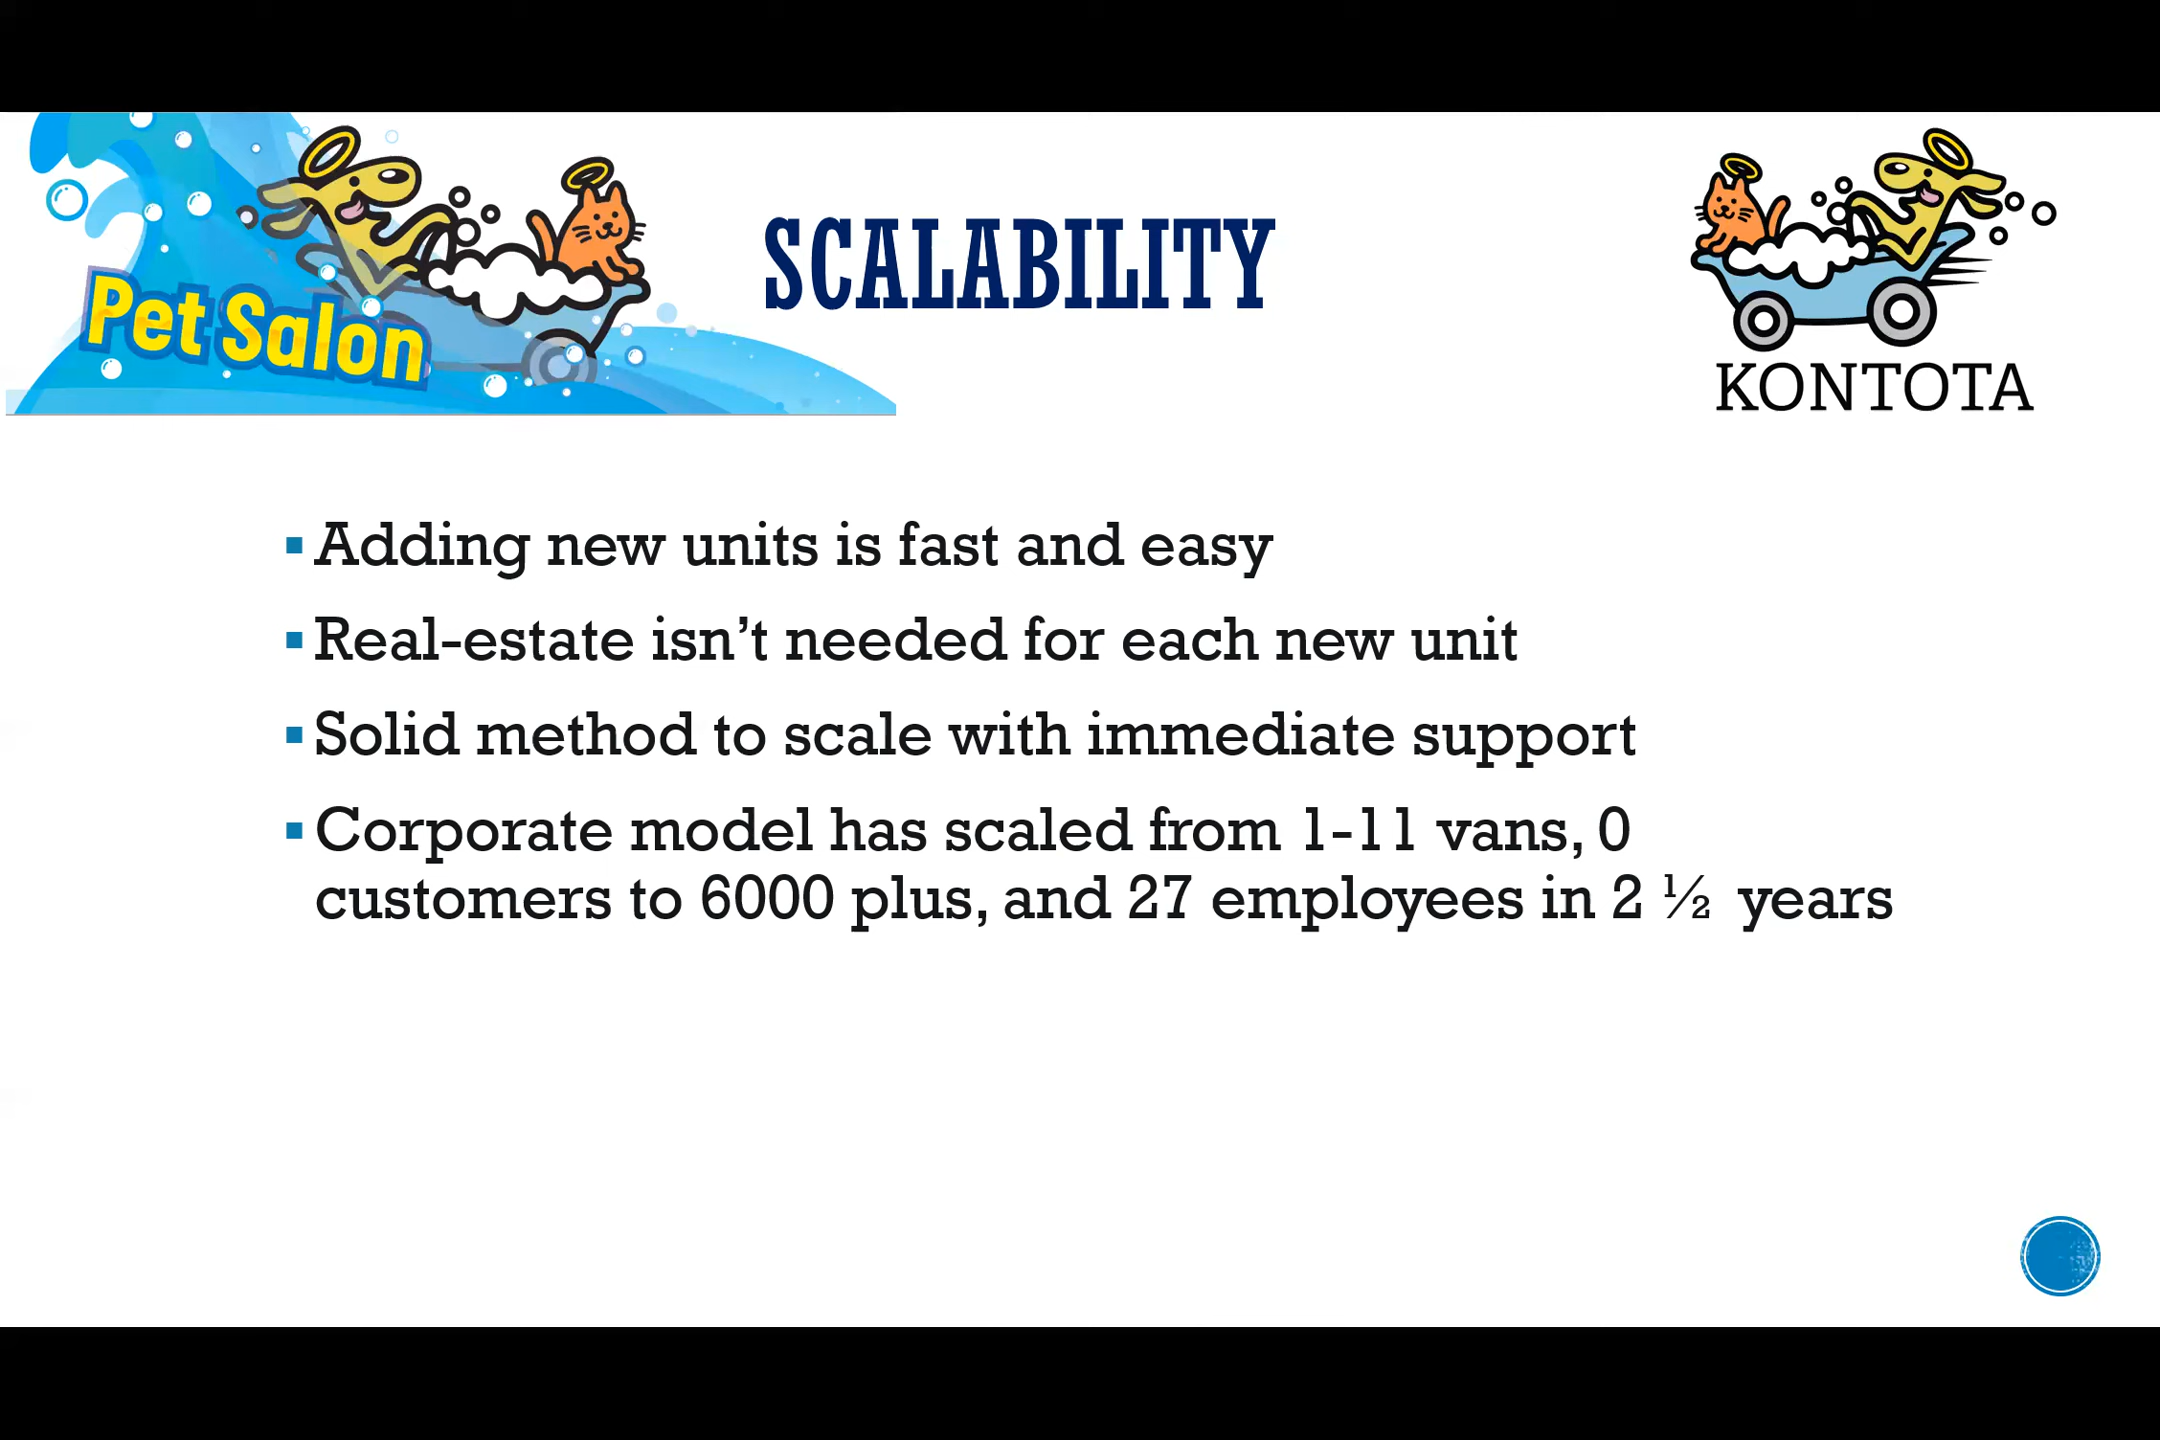 Pet Salon
SCALABILITY
KONTOTA
▪ Adding new units is fast and easy
▪ Real-estate isn’t needed for each new unit
▪ Solid method to scale with immediate support
▪ Corporate model has scaled from 1-11 vans, 0
customers to 6000 plus, and 27 employees in 2 ½ years